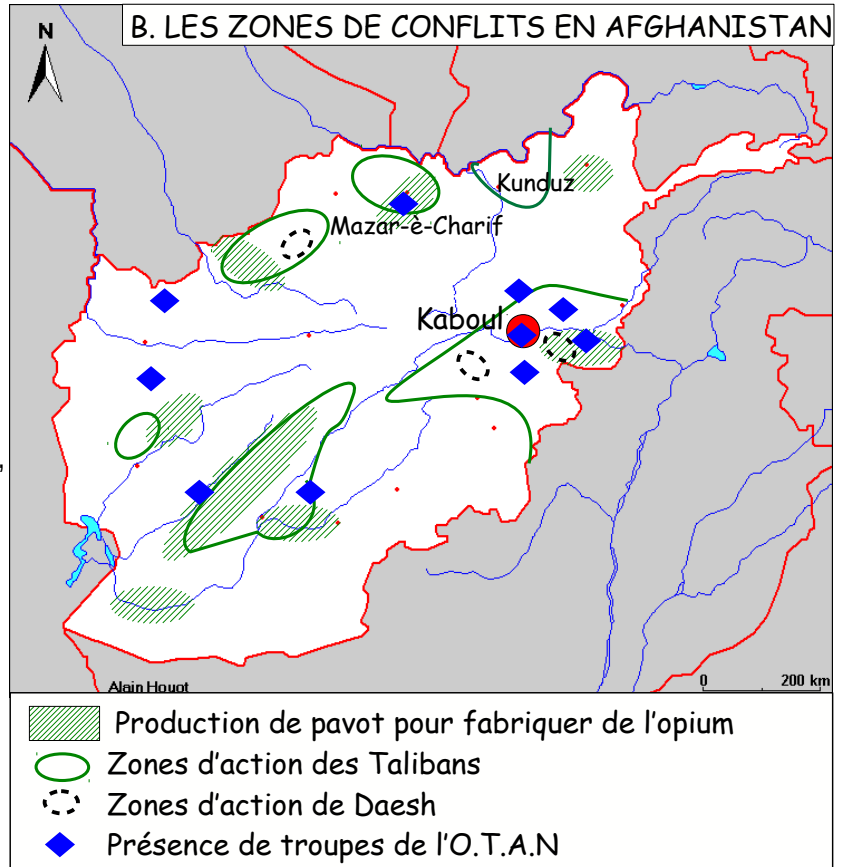 B. LES ZONES DE CONFLITS EN AFGHANISTAN
N
Kunduz
Mazar-è-Charif
Kaboul
,
Alain Houot
0 200 km
Production de pavot pour fabriquer de l'opium
Zones d'action des Talibans
Zones d'action de Daesh
Présence de troupes de l'O.T.A.N